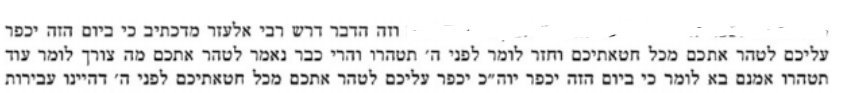 וזה הדבר דרש רבי אלעזר מדכתיב כי ביום הזה יכפר
עליכם לטהר אתכם מכל חטאתיכם וחזר לומר לפני ה׳ תטהרו והרי כבר נאמר לטהר אתכם מה צורך לומר עוד
תטהרו אמנם בא לומר כי ביום הזה יכפר יוה״כ יכפר עליכם לטהר אתכם מכל חטאתיכם לפני ה׳ דהיינו עבירות